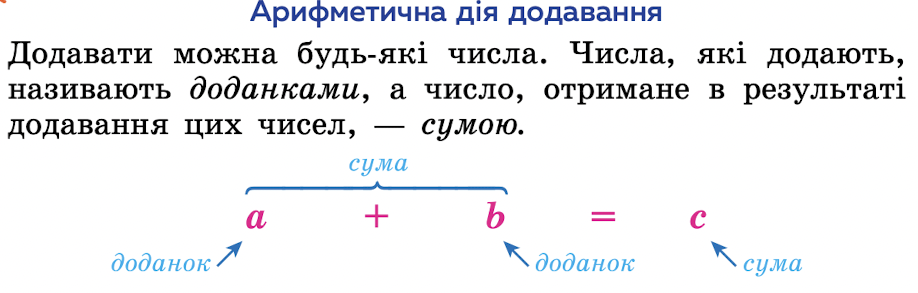 Арифметична дія додавання
Додавати можна будь-які числа. Числа, які додають,
називають доданками, а число, отримане в результаті
додавання цих чисел, — сумою.
сума
a + b = c
доданок доданок сума